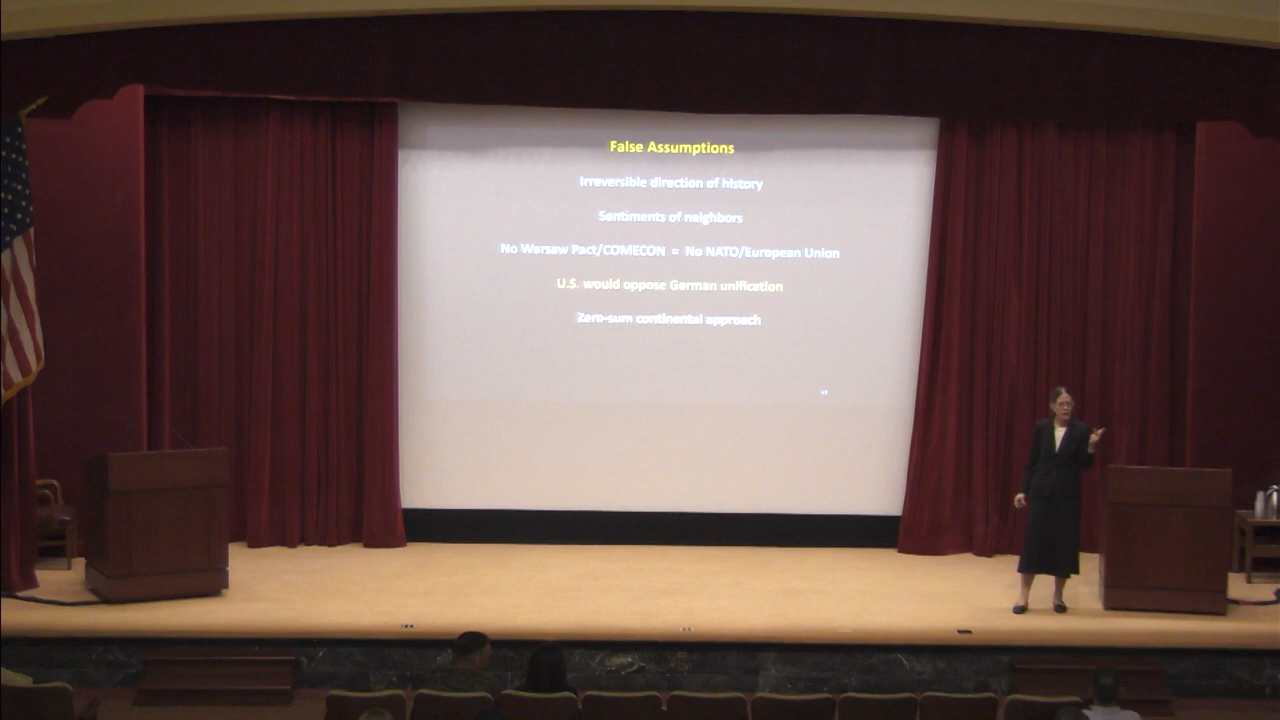 False Assumptions
Irreversible direction of history
Sentiments of neighbors
No Warsaw Pact/COMECON = No NATO/European Union
U.S. would oppose German unification
Zero-sum continental approach